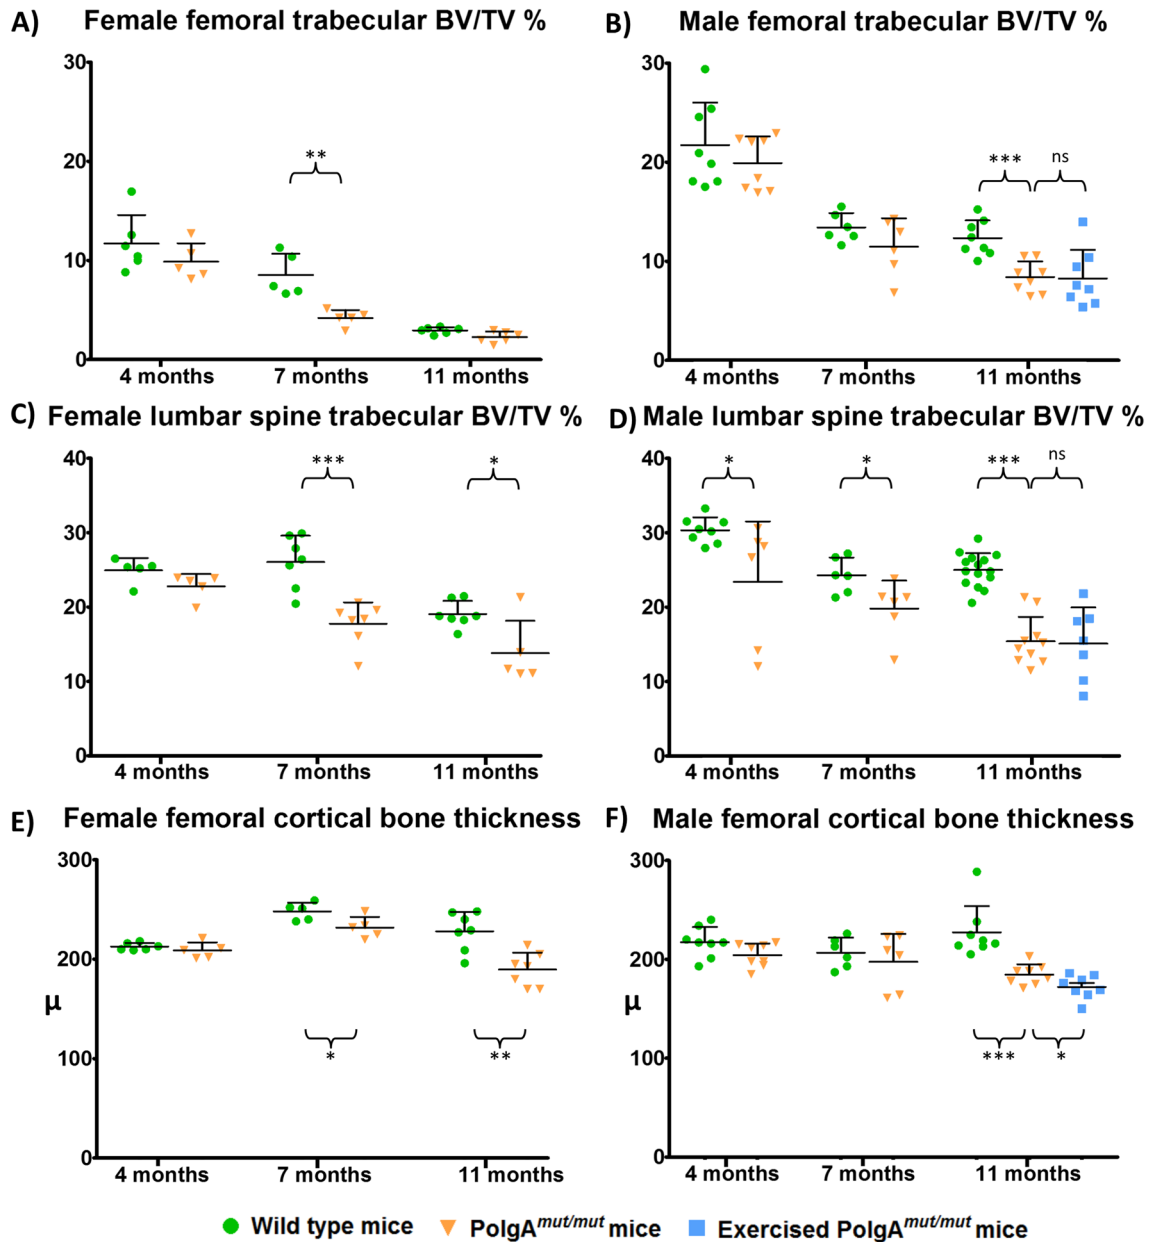 A) Female femoral trabecular BV/TV %
30
20
10
0
**
4 months 7 months 11 months
B) Male femoral trabecular BV/TV %
30
20
10
0
*** ns
4 months 7 months 11 months
C) Female lumbar spine trabecular BV/TV %
40
30
20
10
0
*** *
4 months 7 months 11 months
D) Male lumbar spine trabecular BV/TV %
40
30
20
10
0
* * *** ns
4 months 7 months 11 months
E) Female femoral cortical bone thickness
300
200
μ
100
0
* **
4 months 7 months 11 months
F) Male femoral cortical bone thickness
300
200
μ
100
0
*** *
4 months 7 months 11 months
Wild type mice PolgA^mut/mut mice Exercised PolgA^mut/mut mice